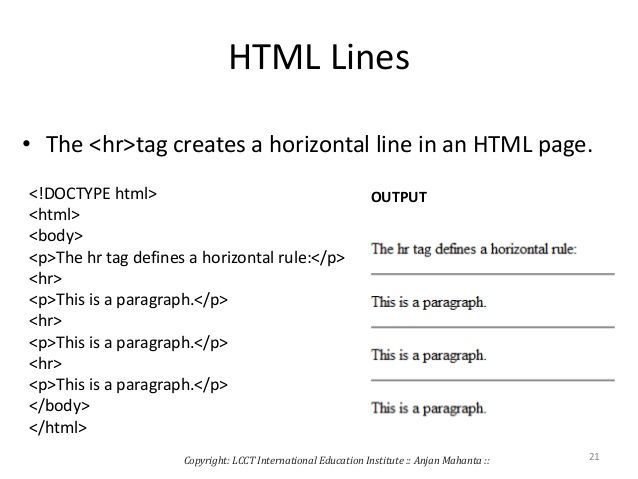 HTML Lines
• The <hr>tag creates a horizontal line in an HTML page.
<!DOCTYPE html>
<html>
<body>
<p>The hr tag defines a horizontal rule:</p>
<hr>
<p>This is a paragraph.</p>
<hr>
<p>This is a paragraph.</p>
<hr>
<p>This is a paragraph.</p>
</body>
</html>
OUTPUT
The hr tag defines a horizontal rule:
This is a paragraph.
This is a paragraph.
This is a paragraph.
Copyright: LCCT International Education Institute :: Anjan Mahanta ::
21